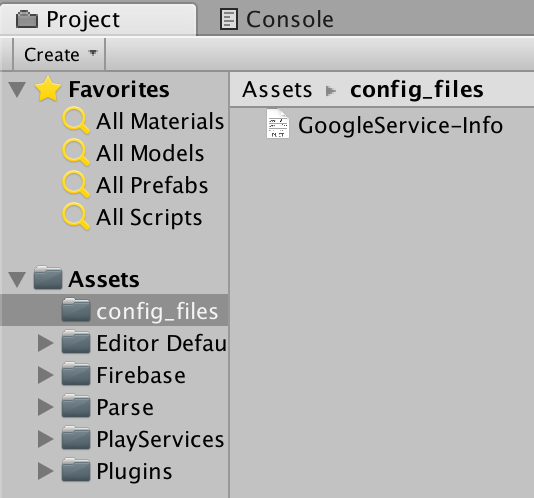 Project
Console
Create
Favorites
All Materials
All Models
All Prefabs
All Scripts
Assets
config_files
Editor Defau
Firebase
Parse
PlayServices
Plugins
Assets config_files
GoogleService-Info